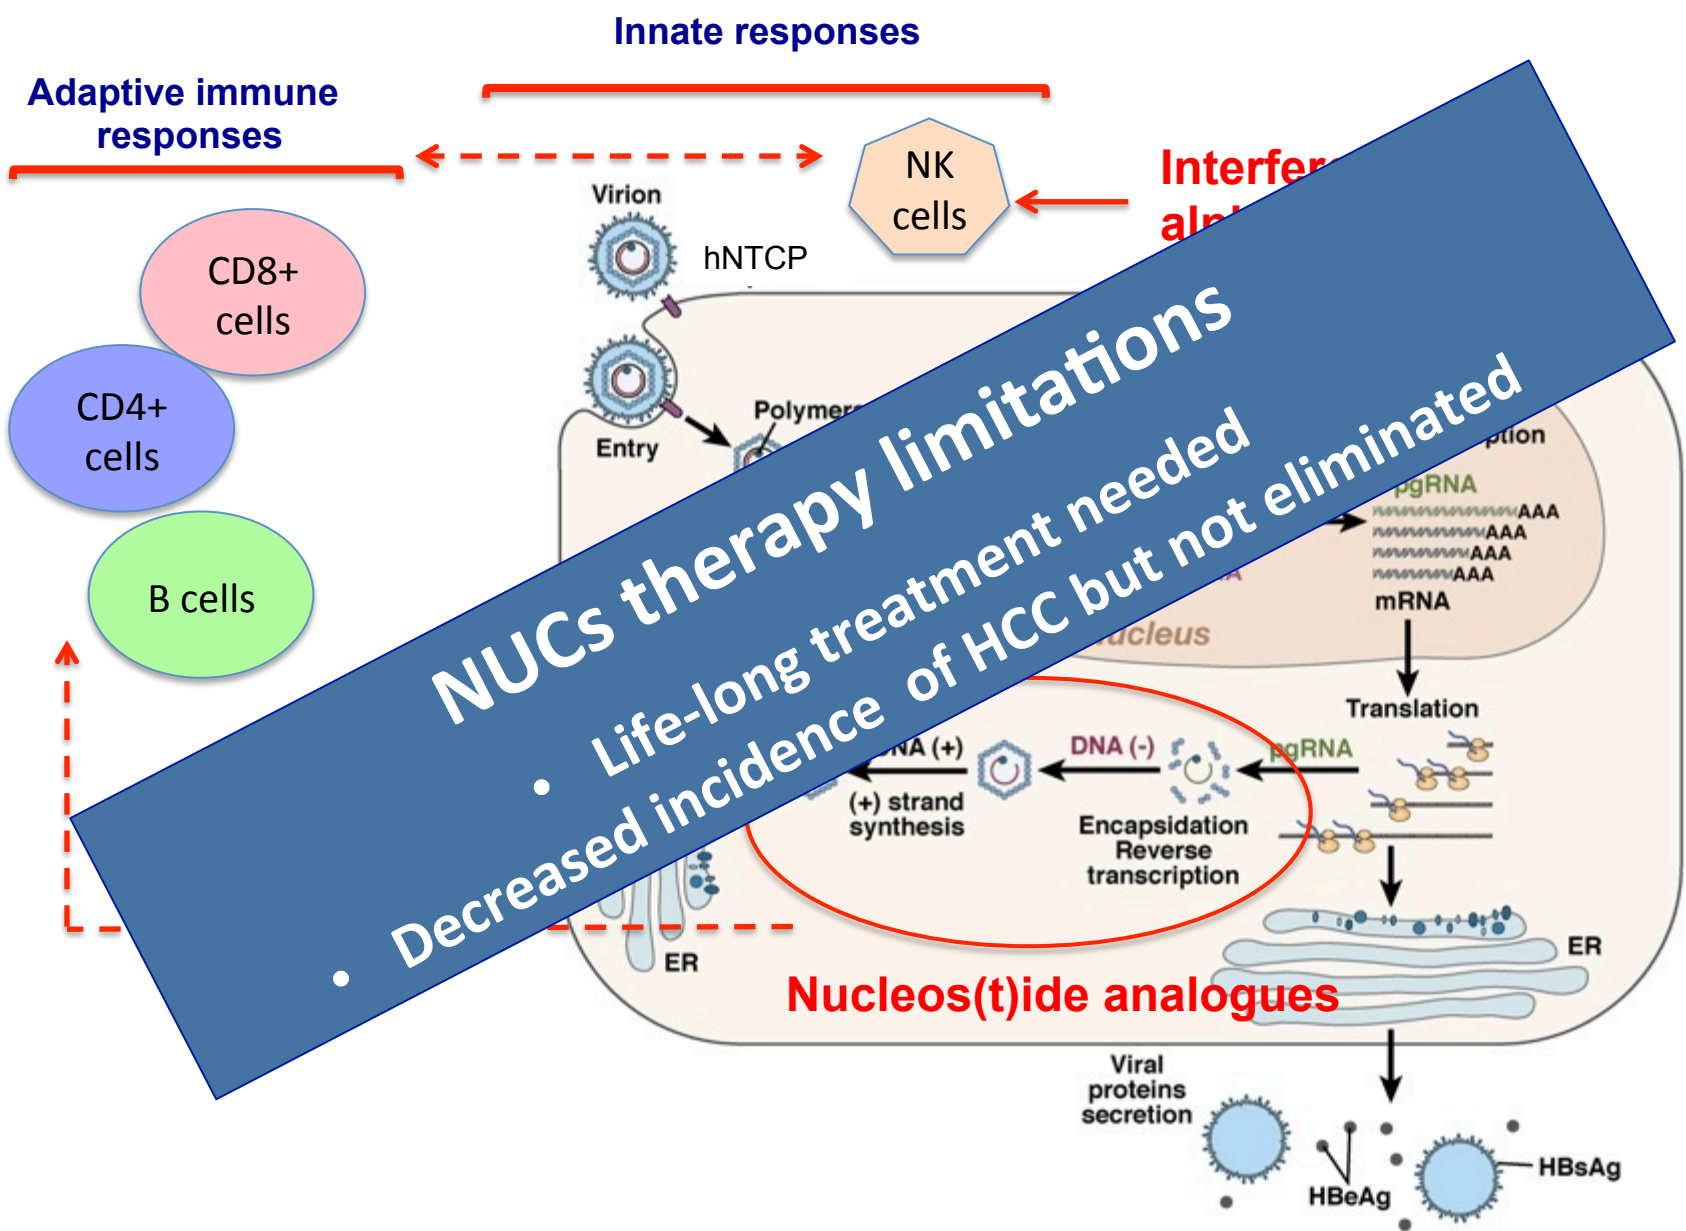 Innate responses
Adaptive immune
responses
NK
cells
Virion
hNTCP
CD8+
cells
CD4+
cells
B cells
Entry
NUCs therapy limitations
• Life-long treatment needed
• Decreased incidence of HCC but not eliminated
pgRNA
AAA
AAA
AAA
AAA
mRNA
Translation
DNA (-)
pgRNA
(+) strand
synthesis
Encapsidation
Reverse
transcription
ER
ER
Nucleos(t)ide analogues
Viral
proteins
secretion
HBeAg
HBsAg